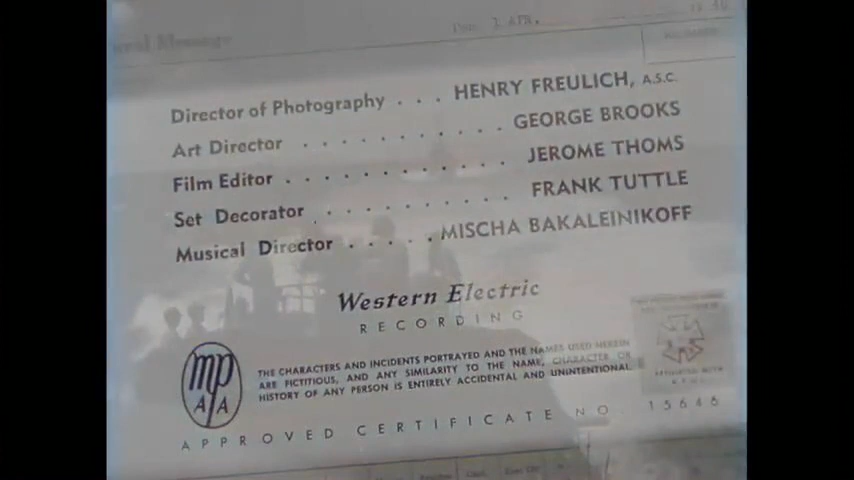 Director of Photography . . . HENRY FREULICH, A.S.C.
Art Director . . . . . . . . . . . GEORGE BROOKS
Film Editor . . . . . . . . . . . . JEROME THOMS
Set Decorator . . . . . . . . . . FRANK TUTTLE
Musical Director . . . . . MISCHA BAKALEINIKOFF
Western Electric
RECORDING
MPAA
THE CHARACTERS AND INCIDENTS PORTRAYED AND THE NAMES USED HEREIN
ARE FICTITIOUS, AND ANY SIMILARITY TO THE NAME, CHARACTER OR
HISTORY OF ANY PERSON IS ENTIRELY ACCIDENTAL AND UNINTENTIONAL.
APPROVED CERTIFICATE NO. 15646